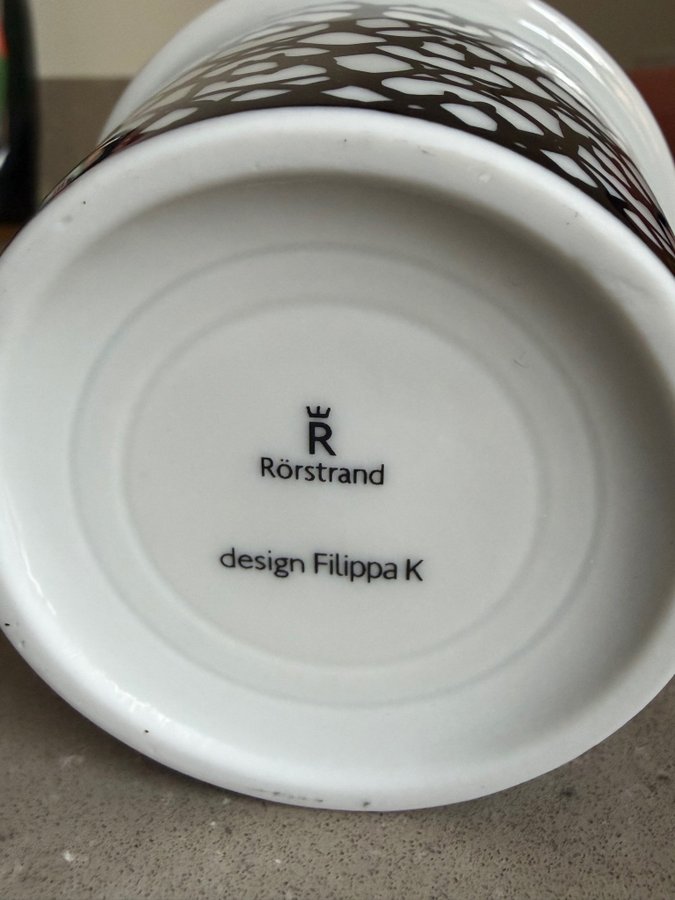 R
Rörstrand
design Filippa K